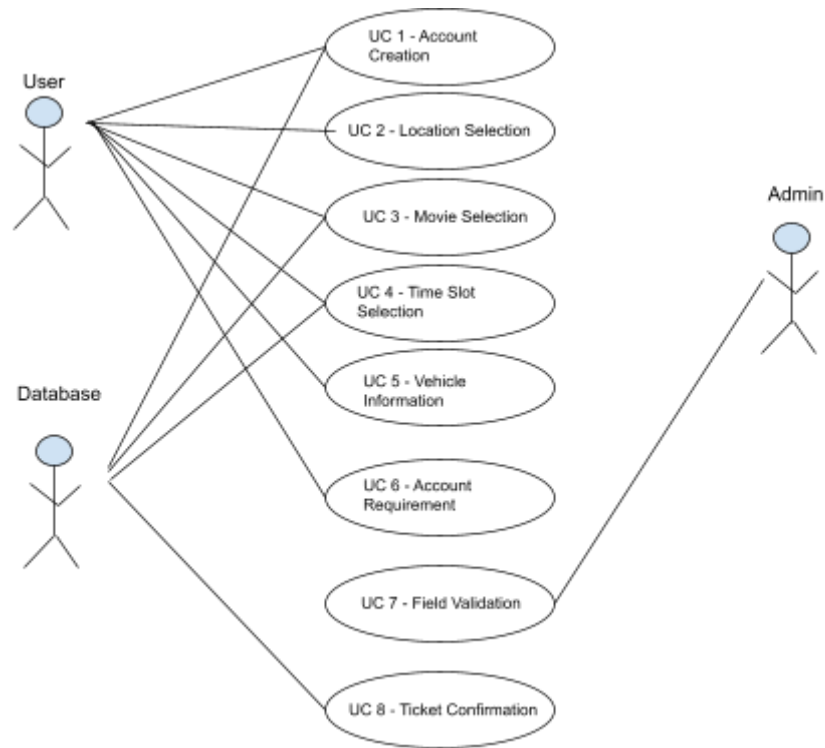 UC 1 - Account
Creation
User
UC 2 - Location Selection
Admin
UC 3 - Movie Selection
UC 4 - Time Slot
Selection
UC 5 - Vehicle
Information
Database
UC 6 - Account
Requirement
UC 7 - Field Validation
UC 8 - Ticket Confirmation